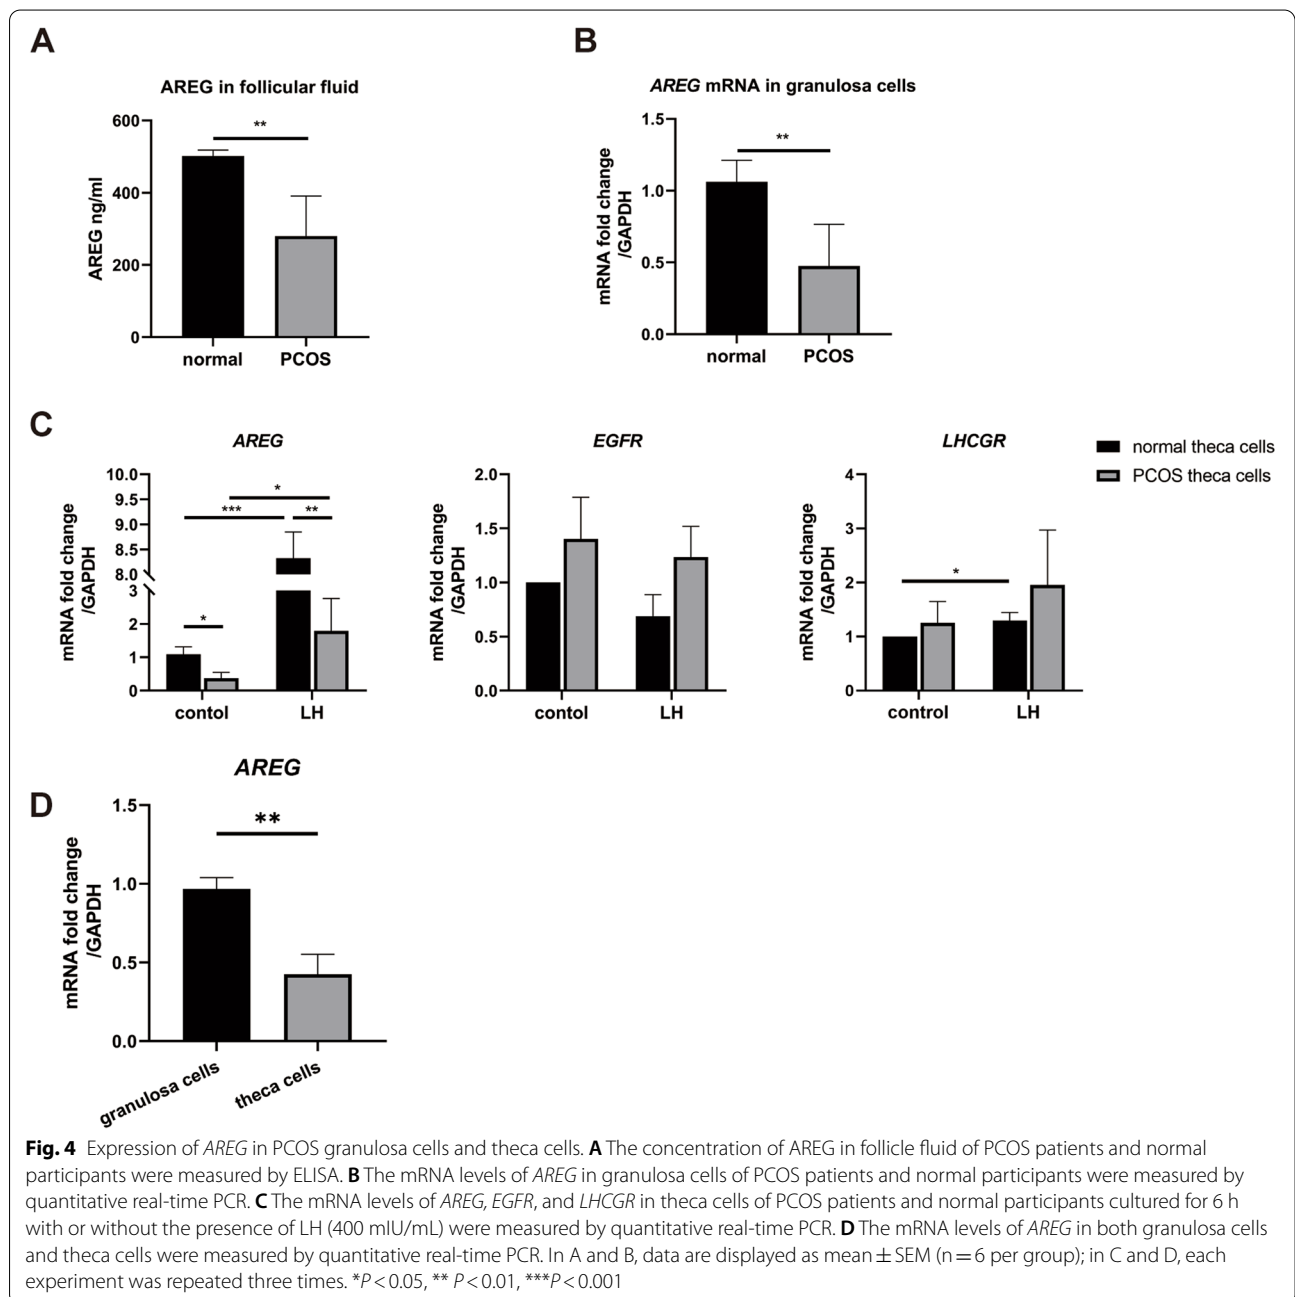 A
AREG in follicular fluid
AREG ng/ml
600
400
200
0
**
normal
PCOS
B
AREG mRNA in granulosa cells
mRNA fold change
/GAPDH
1.5
1.0
0.5
0.0
**
normal
PCOS
C
AREG
mRNA fold change
/GAPDH
10.0
9.5
9.0
8.5
8.0
3
2
1
0
*
***
**
*
contol
LH
EGFR
mRNA fold change
/GAPDH
2.0
1.5
1.0
0.5
0.0
contol
LH
LHCGR
mRNA fold change
/GAPDH
4
3
2
1
0
*
control
LH
normal theca cells
PCOS theca cells
D
AREG
mRNA fold change
/GAPDH
1.5
1.0
0.5
0.0
**
granulosa cells
theca cells
Fig. 4 Expression of AREG in PCOS granulosa cells and theca cells. A The concentration of AREG in follicle fluid of PCOS patients and normal
participants were measured by ELISA. B The mRNA levels of AREG in granulosa cells of PCOS patients and normal participants were measured by
quantitative real-time PCR. C The mRNA levels of AREG, EGFR, and LHCGR in theca cells of PCOS patients and normal participants cultured for 6 h
with or without the presence of LH (400 mIU/mL) were measured by quantitative real-time PCR. D The mRNA levels of AREG in both granulosa cells
and theca cells were measured by quantitative real-time PCR. In A and B, data are displayed as mean ± SEM (n = 6 per group); in C and D, each
experiment was repeated three times. *P < 0.05, ** P < 0.01, ***P < 0.001